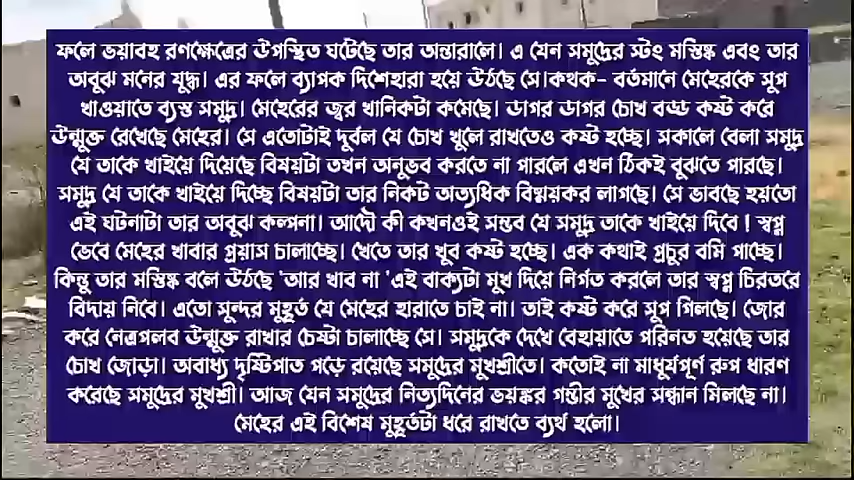 ফলে ভয়াবহ রণক্ষেত্রের উপস্থিত ঘটেছে তার অন্তরালে। এ যেন সমুদ্রের স্টং মস্তিষ্ক এবং তার
অবুঝ মনের যুদ্ধ। এর ফলে ব্যাপক দিশেহারা হয়ে উঠছে সে।কথক- বর্তমানে মেহেরকে সুপ
খাওয়াতে ব্যস্ত সমুদ্র। মেহেরের জ্বর খানিকটা কমেছে। ডাগর ডাগর চোখ বড্ড কষ্ট করে
উন্মুক্ত রেখেছে মেহের। সে এতোটাই দূর্বল যে চোখ খুলে রাখতেও কষ্ট হচ্ছে। সকালে বেলা সমুদ্র
যে তাকে খাইয়ে দিয়েছে বিষয়টা তখন অনুভব করতে না পারলে এখন ঠিকই বুঝতে পারছে।
সমুদ্র যে তাকে খাইয়ে দিচ্ছে বিষয়টা তার নিকট অত্যধিক বিষ্ময়কর লাগছে। সে ভাবছে হয়তো
এই ঘটনাটা তার অবুঝ কল্পনা। আদৌ কী কখনওই সম্ভব যে সমুদ্র তাকে খাইয়ে দিবে ! স্বপ্ন
ভেবে মেহের খাবার প্রয়াস চালাচ্ছে। খেতে তার খুব কষ্ট হচ্ছে। এক কথাই প্রচুর বমি পাচ্ছে।
কিন্তু তার মস্তিষ্ক বলে উঠছে 'আর খাব না 'এই বাক্যটা মুখ দিয়ে নির্গত করলে তার স্বপ্ন চিরতরে
বিদায় নিবে। এতো সুন্দর মুহূর্ত যে মেহের হারাতে চাই না। তাই কষ্ট করে সুপ গিলছে। জোর
করে নেত্রপলব উন্মুক্ত রাখার চেষ্টা চালাচ্ছে সে। সমুদ্রকে দেখে বেহায়াতে পরিনত হয়েছে তার
চোখ জোড়া। অবাধ্য দৃষ্টিপাত পড়ে রয়েছে সমুদ্রের মুখশ্রীতে। কতোই না মাধুর্যপূর্ণ রুপ ধারণ
করেছে সমুদ্রের মুখশ্রী। আজ যেন সমুদ্রের নিত্যদিনের ভয়ঙ্কর গম্ভীর মুখের সন্ধান মিলছে না।
মেহের এই বিশেষ মুহূর্তটা ধরে রাখতে ব্যর্থ হলো।